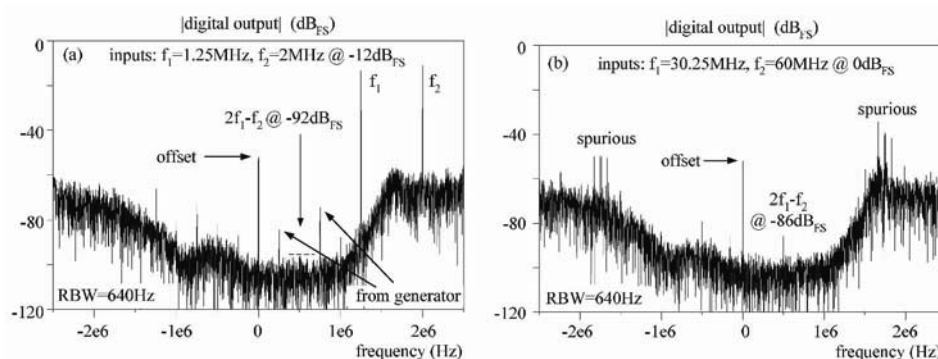 |digital output| (dBFS)
(a) inputs: f1=1.25MHz, f2=2MHz @ -12dBFS
f1
f2
2f1-f2 @ -92dBFS
offset
from generator
RBW=640Hz
0
-40
-80
-120
-2e6 -1e6 0 1e6 2e6
frequency (Hz)
|digital output| (dBFS)
(b) inputs: f1=30.25MHz, f2=60MHz @ 0dBFS
spurious
spurious
offset
2f1-f2
@ -86dBFS
RBW=640Hz
0
-40
-80
-120
-2e6 -1e6 0 1e6 2e6
frequency (Hz)